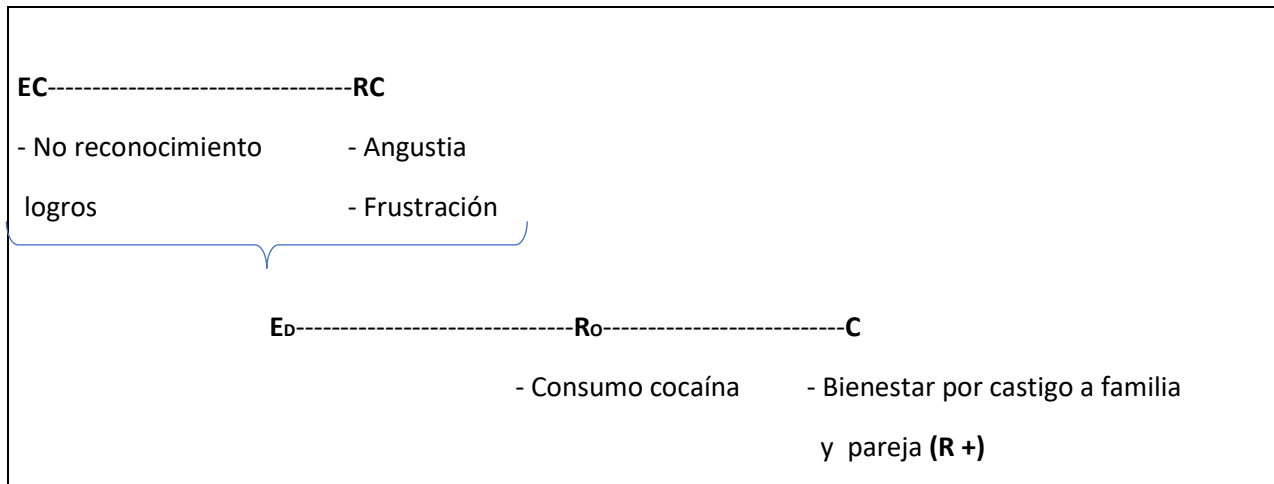 EC----------------------------------RC
- No reconocimiento - Angustia
logros - Frustración
ED-------------------------------RO---------------------------C
- Consumo cocaína - Bienestar por castigo a familia
y pareja (R +)